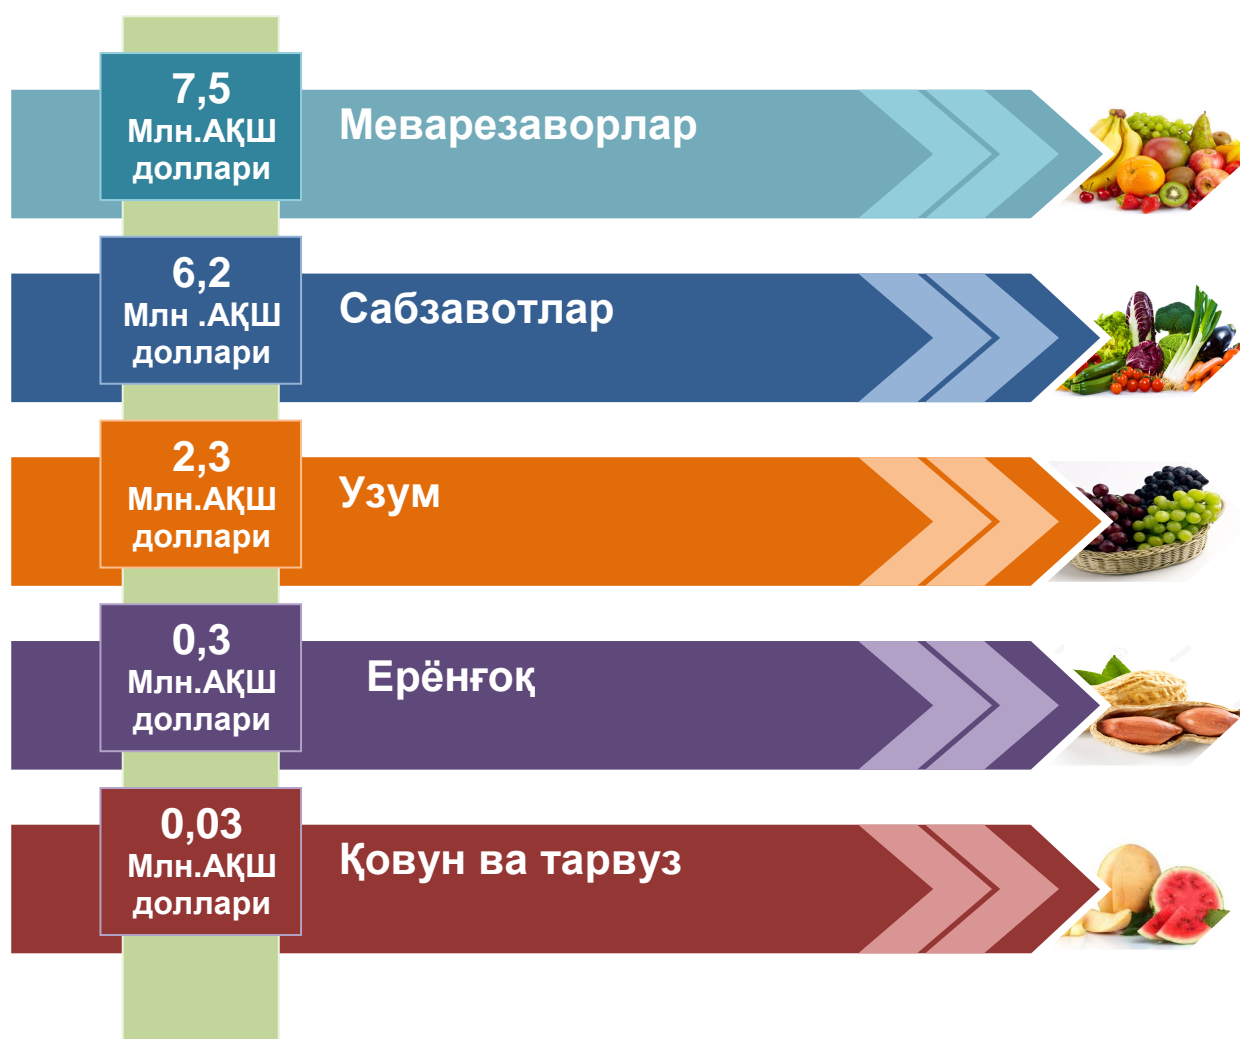 7,5
Млн.АҚШ
доллари
Меварезаворлар
6,2
Млн .АҚШ
доллари
Сабзавотлар
2,3
Млн.АҚШ
доллари
Узум
0,3
Млн.АҚШ
доллари
Ерёнғоқ
0,03
Млн.АҚШ
доллари
Қовун ва тарвуз